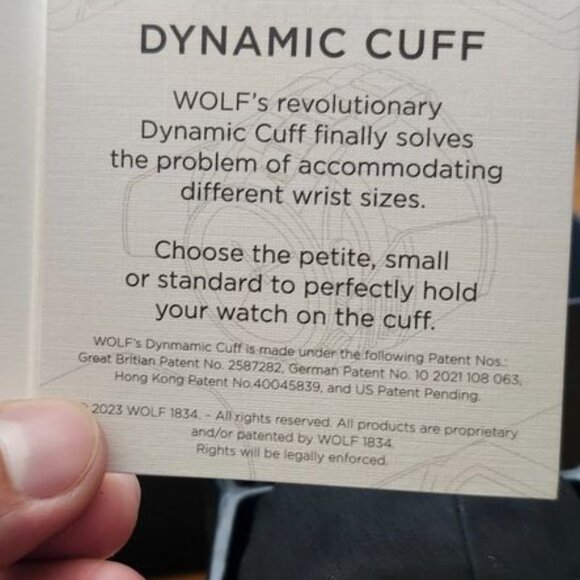 DYNAMIC CUFF
WOLF's revolutionary
Dynamic Cuff finally solves
the problem of accommodating
different wrist sizes.
Choose the petite, small
or standard to perfectly hold
your watch on the cuff.
WOLF's Dynmamic Cuff is made under the following Patent Nos.:
Great Britian Patent No. 2587282, German Patent No. 10 2021 108 063,
Hong Kong Patent No.40045839, and US Patent Pending.
© 2023 WOLF 1834. - All rights reserved. All products are proprietary
and/or patented by WOLF 1834.
Rights will be legally enforced.